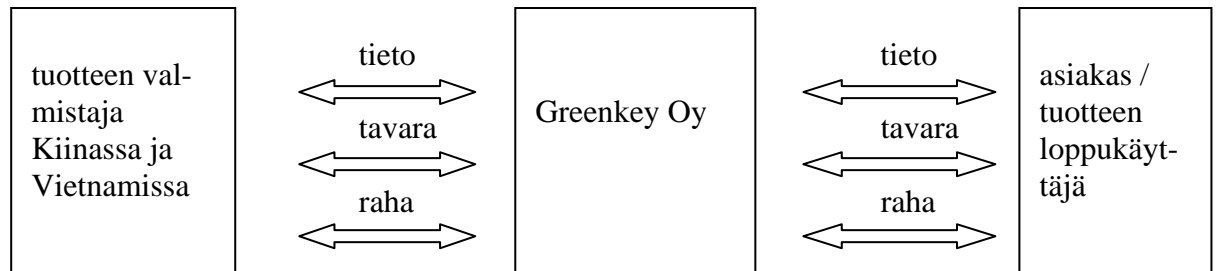 tuotteen val-
mistaja
Kiinassa ja
Vietnamissa
tieto
tavara
raha
Greenkey Oy
tieto
tavara
raha
asiakas /
tuotteen
loppukäyt-
täjä